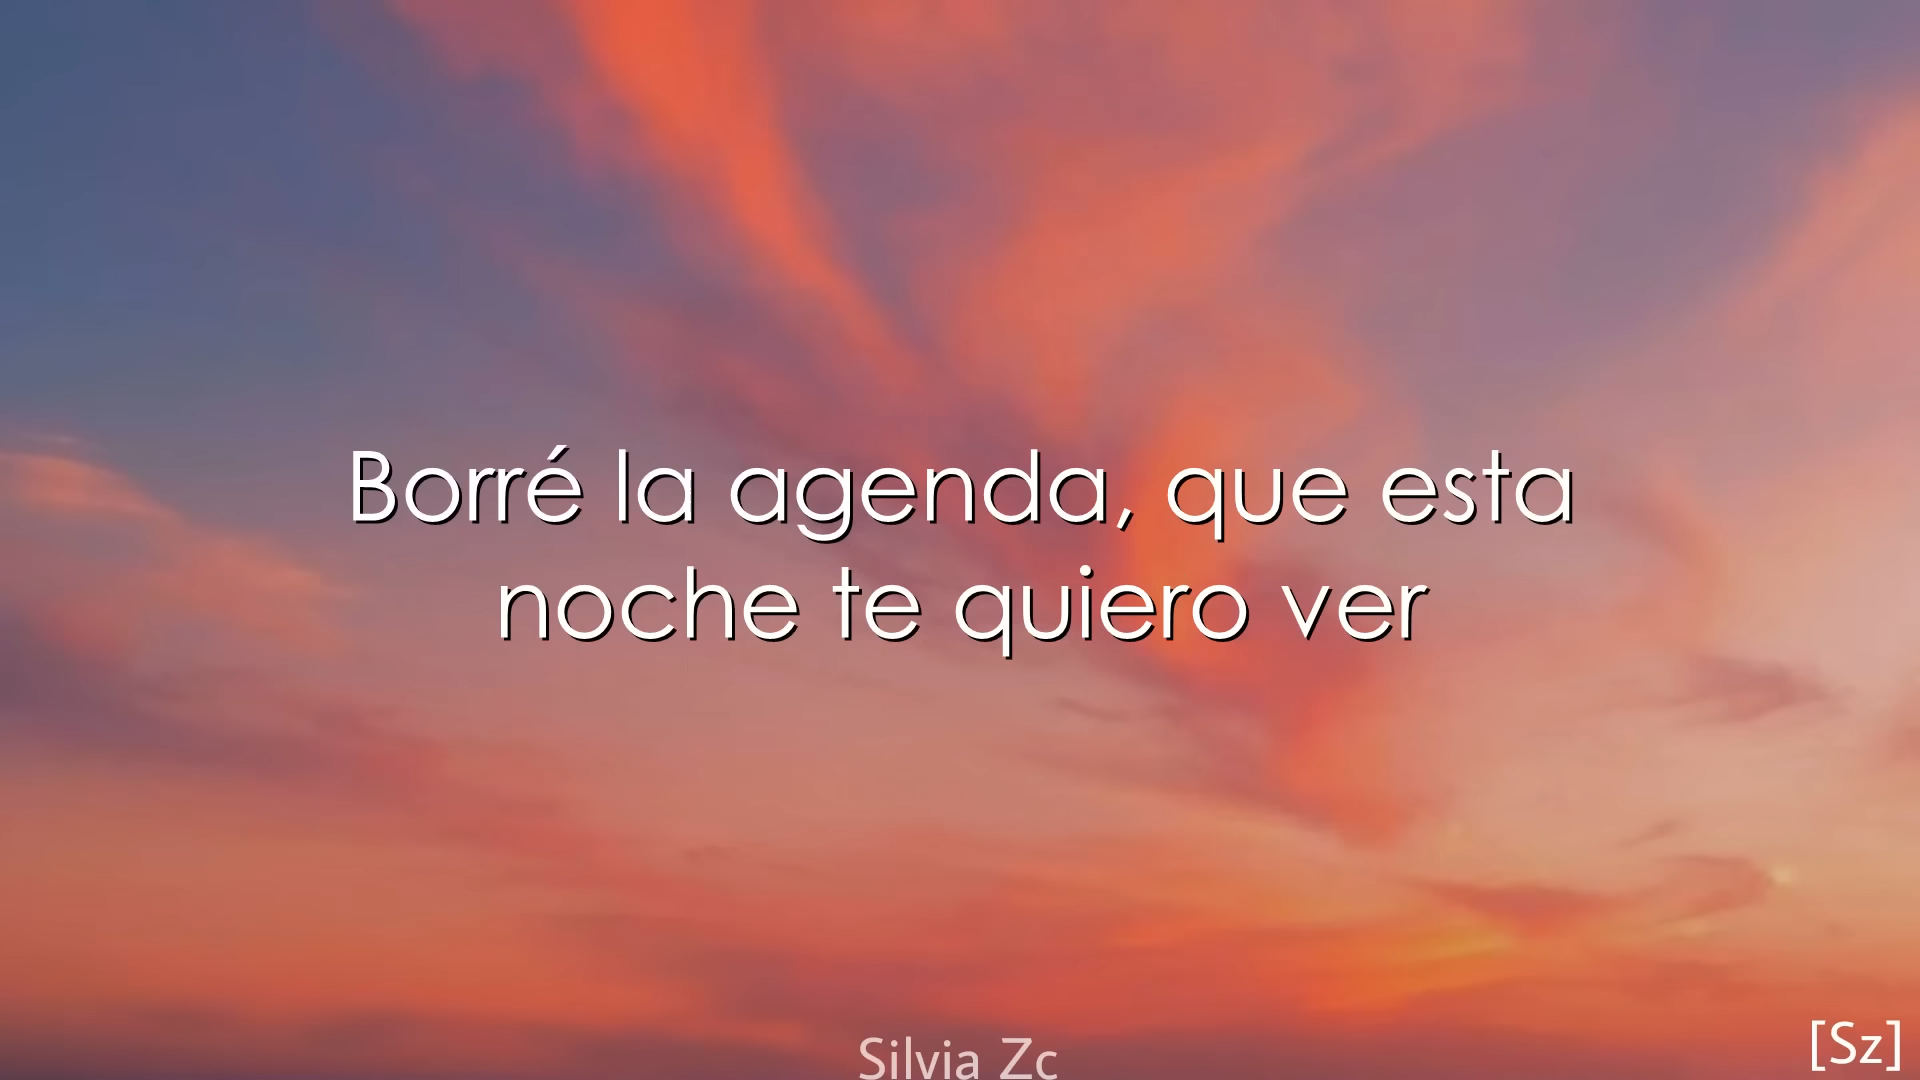 Borré la agenda, que esta
noche te quiero ver
Silvia Zc
[Sz]